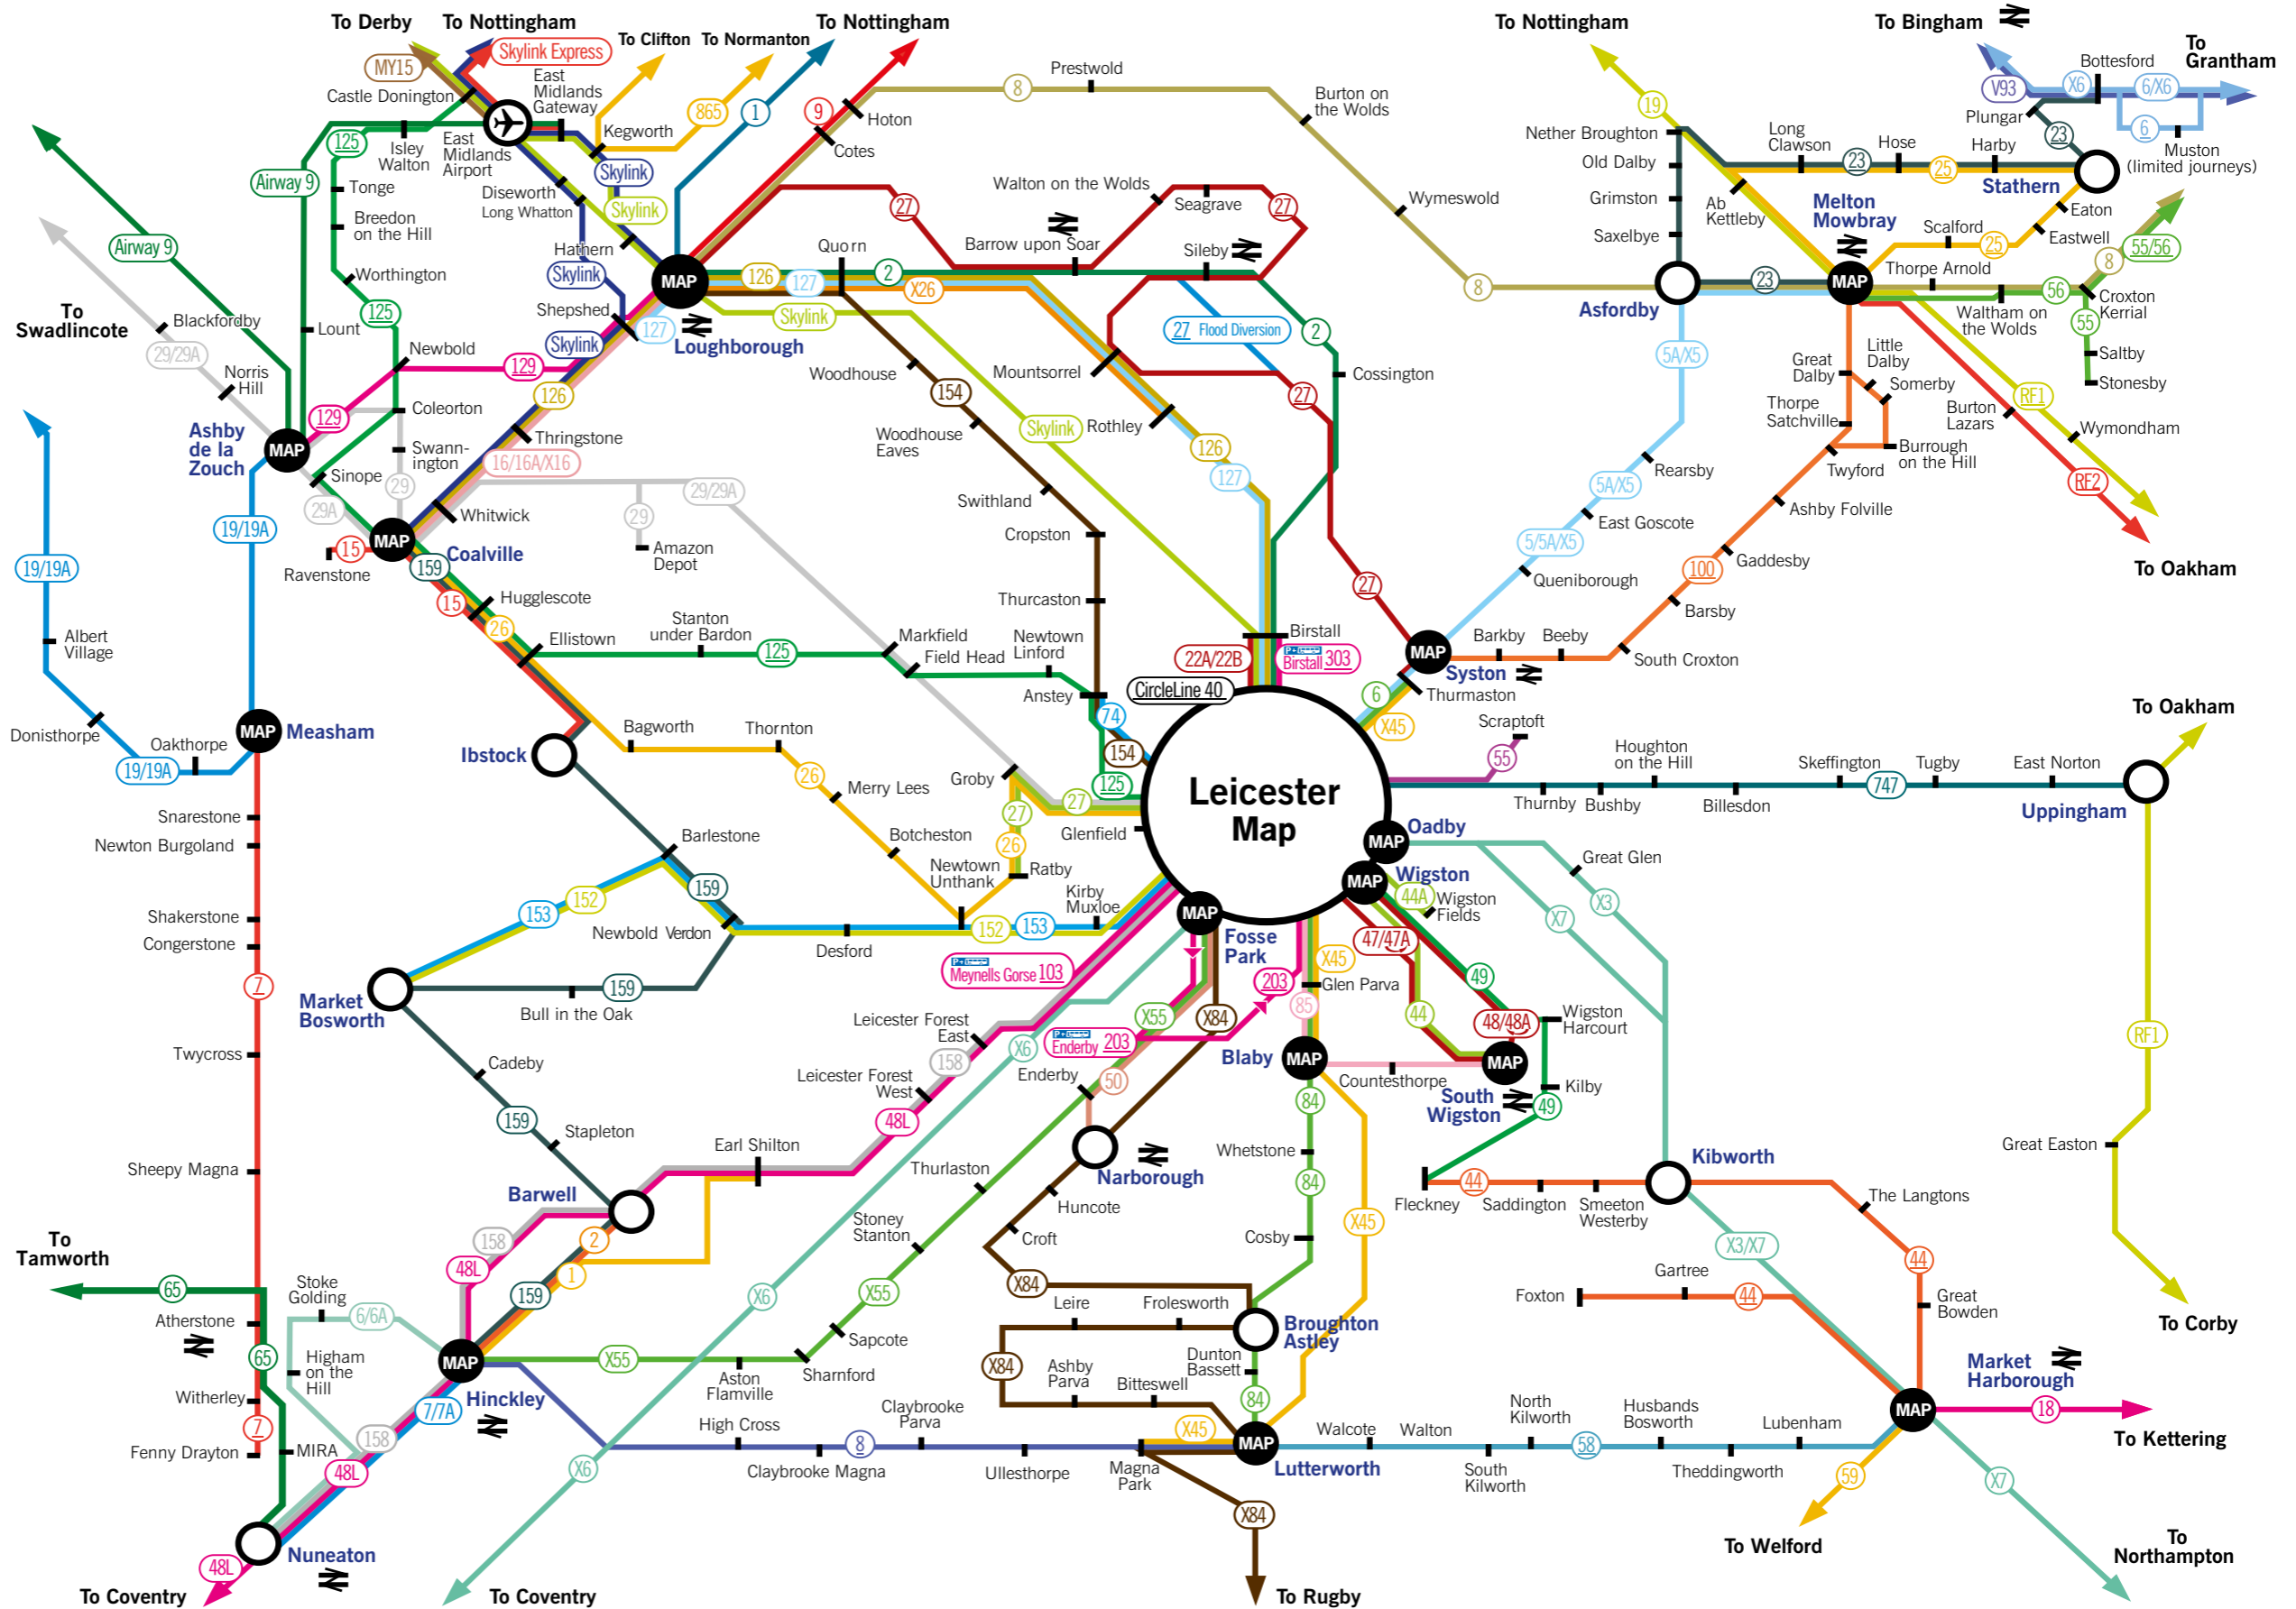 To Derby
To Nottingham
To Clifton
To Normanton
To Nottingham
To Nottingham
To Bingham
To
Grantham
Skylink Express
MY15
Castle Donington
East
Midlands
Gateway
865
1
9
Hoton
Cotes
8
Prestwold
Burton on
the Wolds
Wymeswold
8
19
V93
X6
Bottesford
6/X6
Plungar
23
6
Muston
(limited journeys)
Nether Broughton
Long
Clawson
23
Hose
25
Harby
Stathern
Old Dalby
Grimston
Saxelbye
Ab
Kettleby
Melton
Mowbray
MAP
Scalford
25
Eaton
Eastwell
Thorpe Arnold
8
55/56
56
Croxton
Kerrial
Waltham on
the Wolds
55
Saltby
Stonesby
Asfordby
23
125
Isley
Walton
East
Midlands
Airport
Kegworth
Skylink
Skylink
Airway 9
Airway 9
Tonge
Breedon
on the Hill
Worthington
125
Lount
Diseworth
Long Whatton
Hathern
Skylink
Shepshed
127
Skylink
MAP
Loughborough
126
127
2
X26
Quorn
27
Barrow upon Soar
Walton on the Wolds
Seagrave
27
Sileby
27 Flood Diversion
2
Cossington
Mountsorrel
27
Rothley
126
127
Skylink
Skylink
Woodhouse
154
Woodhouse
Eaves
Swithland
Cropston
Thurcaston
To
Swadlincote
Blackfordby
29/29A
Norris
Hill
Newbold
129
129
126
Ashby
de la
Zouch
MAP
Coleorton
Swann-
ington
Sinope
29
29A
Thringstone
16/16A/X16
Whitwick
MAP
Coalville
15
Ravenstone
29/29A
29
Amazon
Depot
159
15
Hugglescote
26
Ellistown
Stanton
under Bardon
125
Markfield
Field Head
Newtown
Linford
Anstey
74
154
125
19/19A
19/19A
Albert
Village
Donisthorpe
Oakthorpe
19/19A
MAP
Measham
Ibstock
Bagworth
Thornton
26
Merry Lees
Botcheston
Newtown
Unthank
Groby
27
27
26
Ratby
Glenfield
Kirby
Muxloe
Barlestone
159
Newbold Verdon
152
153
152
153
Desford
Snarestone
Newton Burgoland
Shakerstone
Congerstone
7
Twycross
Sheepy Magna
Market
Bosworth
Bull in the Oak
159
Cadeby
159
Stapleton
Barwell
Earl Shilton
158
48L
2
1
159
Meynells Gorse 103
Leicester Forest
East
158
Leicester Forest
West
48L
Leicester
Map
CircleLine 40
22A/22B
Birstall
Birstall 303
27
MAP
Syston
Thurmaston
6
X45
5A/X5
Rearsby
5A/X5
East Goscote
5/5A/X5
Queniborough
Barkby
Beeby
South Croxton
Barsby
100
Gaddesby
Ashby Folville
Twyford
Burrough
on the Hill
Somerby
Little
Dalby
Great
Dalby
Thorpe
Satchville
Burton
Lazars
RF1
Wymondham
RF2
To Oakham
Scraptoft
55
Thurnby
Bushby
Houghton
on the Hill
Billesdon
Skeffington
747
Tugby
East Norton
To Oakham
Uppingham
RF1
Great Easton
To Corby
MAP
Oadby
MAP
Wigston
44A
Wigston
Fields
Great Glen
X3
X7
MAP
Fosse
Park
47/47A
49
44
48/48A
Wigston
Harcourt
MAP
South
Wigston
Kilby
49
X45
203
Glen Parva
85
Blaby
MAP
Countesthorpe
X55
X84
Enderby 203
X6
Enderby
50
Narborough
Huncote
Croft
Thurlaston
Stoney
Stanton
X55
X6
Sapcote
Sharnford
Aston
Flamville
X55
84
Whetstone
84
Cosby
X45
X84
Leire
Frolesworth
Broughton
Astley
X84
Ashby
Parva
Bitteswell
Dunton
Bassett
84
Fleckney
44
Saddington
Smeeton
Westerby
Kibworth
The Langtons
X3/X7
44
Great
Bowden
Foxton
Gartree
44
Market
Harborough
MAP
18
To Kettering
X7
To
Northampton
59
To Welford
To
Tamworth
65
Atherstone
65
Stoke
Golding
6/6A
Higham
on the
Hill
Witherley
7
Fenny Drayton
MIRA
MAP
Hinckley
7/7A
158
48L
Nuneaton
48L
To Coventry
To Coventry
X6
High Cross
Claybrooke Magna
8
Claybrooke
Parva
Ullesthorpe
Magna
Park
X45
MAP
Lutterworth
X84
To Rugby
Walcote
Walton
South
Kilworth
North
Kilworth
58
Husbands
Bosworth
Theddingworth
Lubenham